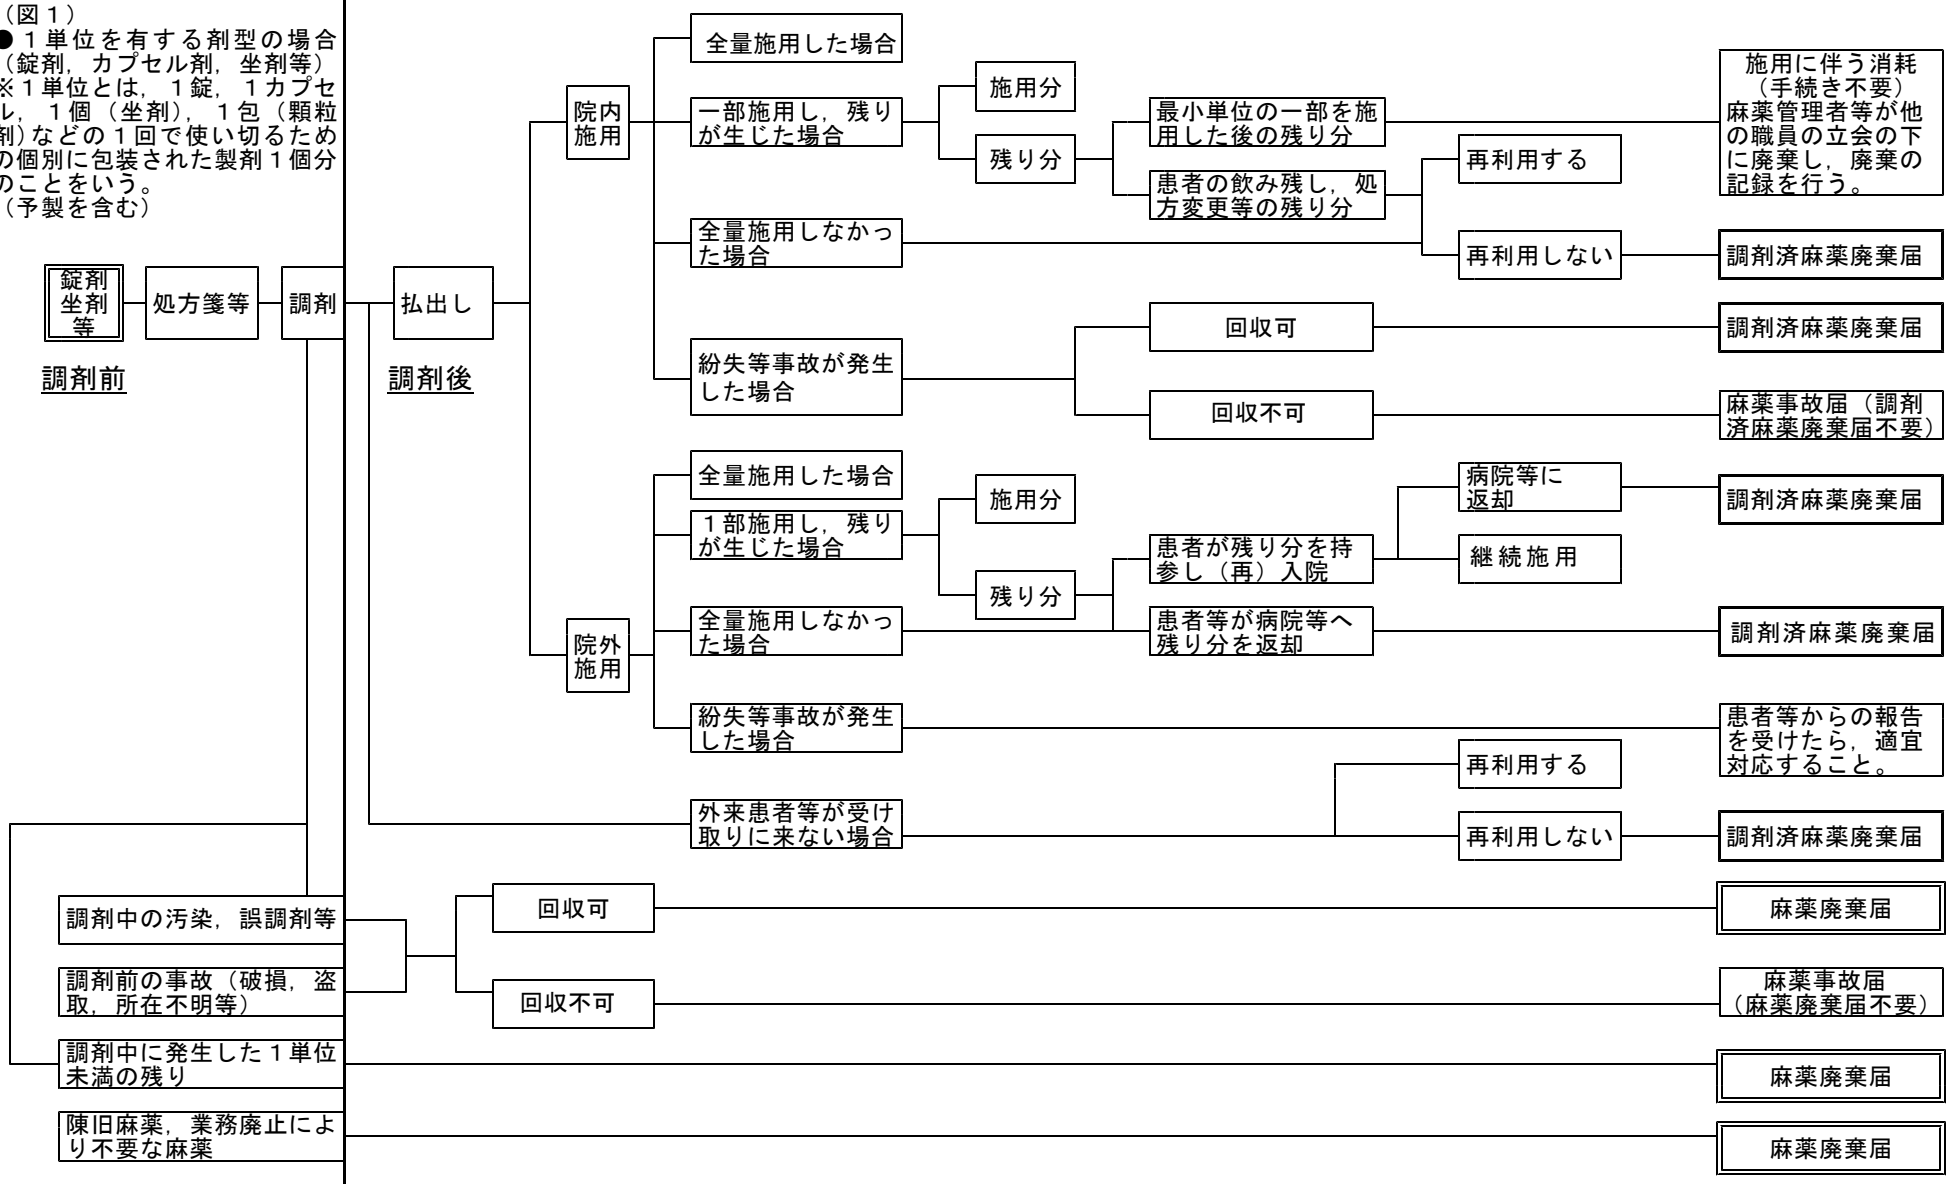 （図１）
●１単位を有する剤型の場合
（錠剤，カプセル剤，坐剤等）
※１単位とは，１錠，１カプセ
ル，１個（坐剤），１包（顆粒
剤）などの１回で使い切るため
の個別に包装された製剤１個分
のことをいう。
（予製を含む）
錠剤
坐剤
等
処方箋等
調剤
調剤前
払出し
調剤後
院内
施用
全量施用した場合
一部施用し，残り
が生じた場合
施用分
残り分
最小単位の一部を施
用した後の残り分
施用に伴う消耗
（手続き不要）
麻薬管理者等が他
の職員の立会の下
に廃棄し，廃棄の
記録を行う。
患者の飲み残し，処
方変更等の残り分
再利用する
全量施用しなかっ
た場合
再利用しない
調剤済麻薬廃棄届
紛失等事故が発生
した場合
回収可
調剤済麻薬廃棄届
回収不可
麻薬事故届（調剤
済麻薬廃棄届不要）
院外
施用
全量施用した場合
１部施用し，残り
が生じた場合
施用分
残り分
患者が残り分を持
参し（再）入院
病院等に
返却
調剤済麻薬廃棄届
継続施用
全量施用しなかっ
た場合
患者等が病院等へ
残り分を返却
調剤済麻薬廃棄届
紛失等事故が発生
した場合
患者等からの報告
を受けたら，適宜
対応すること。
外来患者等が受け
取りに来ない場合
再利用する
再利用しない
調剤済麻薬廃棄届
調剤中の汚染，誤調剤等
回収可
麻薬廃棄届
調剤前の事故（破損，盗
取，所在不明等）
回収不可
麻薬事故届
（麻薬廃棄届不要）
調剤中に発生した１単位
未満の残り
麻薬廃棄届
陳旧麻薬，業務廃止によ
り不要な麻薬
麻薬廃棄届